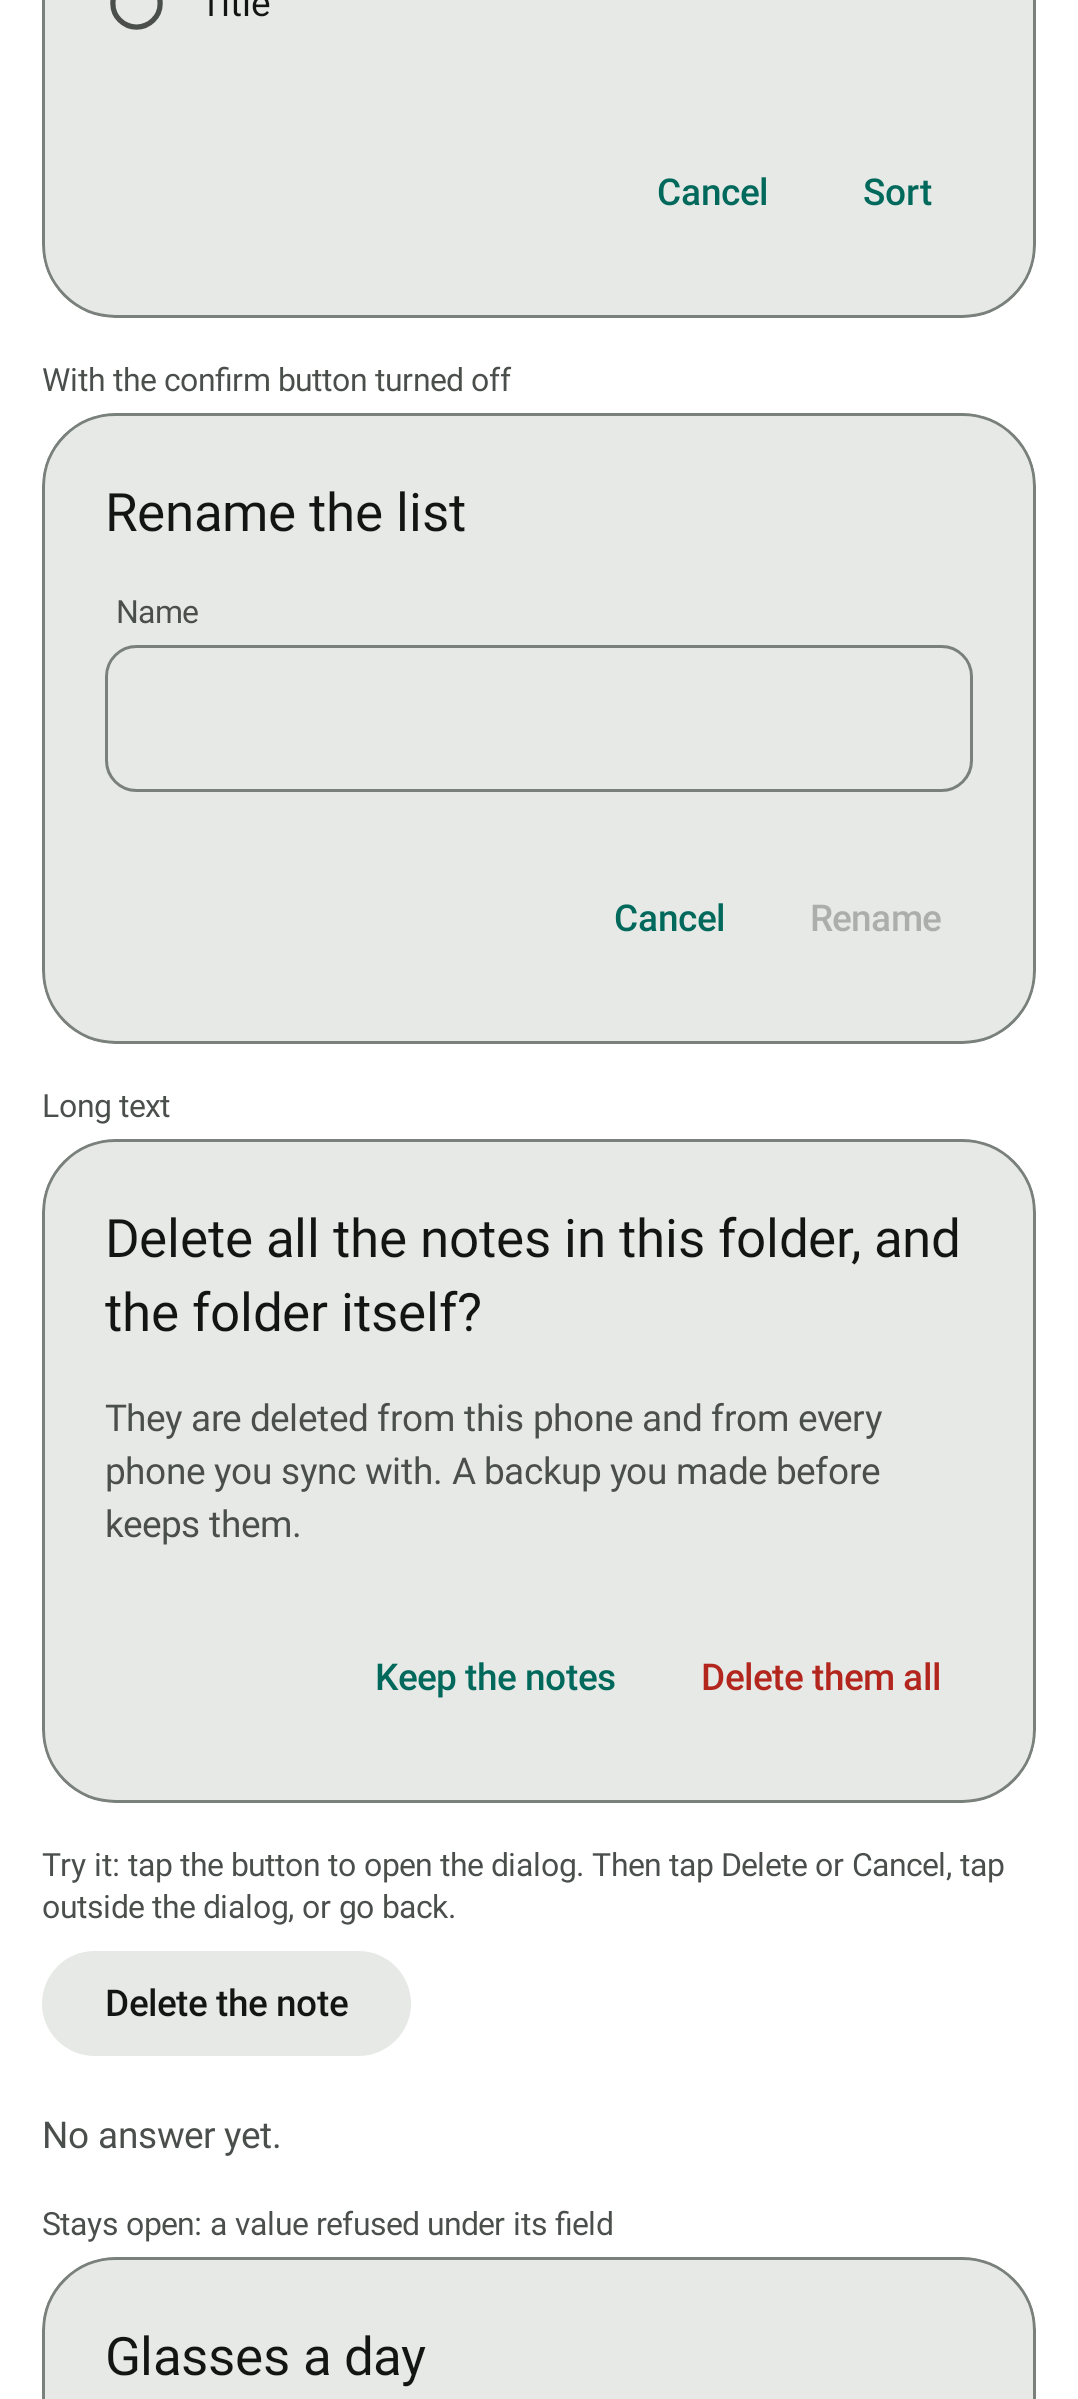 Title
Cancel Sort
With the confirm button turned off
Rename the list
Name
Cancel Rename
Long text
Delete all the notes in this folder, and
the folder itself?
They are deleted from this phone and from every
phone you sync with. A backup you made before
keeps them.
Keep the notes Delete them all
Try it: tap the button to open the dialog. Then tap Delete or Cancel, tap
outside the dialog, or go back.
Delete the note
No answer yet.
Stays open: a value refused under its field
Glasses a day